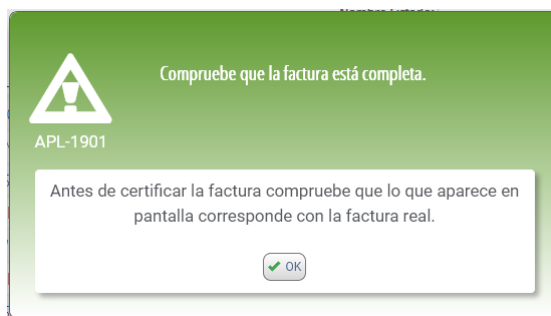 Compruebe que la factura está completa.
APL-1901
Antes de certificar la factura compruebe que lo que aparece en
pantalla corresponde con la factura real.
OK